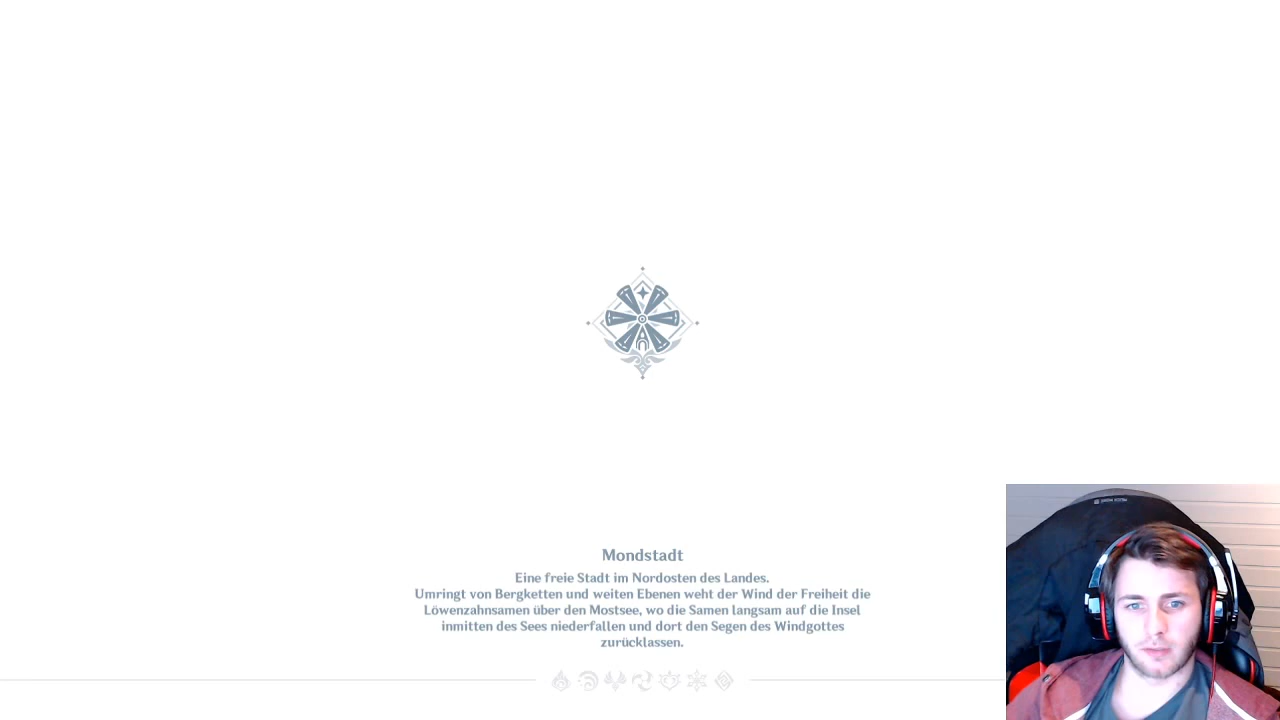 Mondstadt
Eine freie Stadt im Nordosten des Landes.
Umringt von Bergketten und weiten Ebenen weht der Wind der Freiheit die
Löwenzahnsamen über den Mostsee, wo die Samen langsam auf die Insel
inmitten des Sees niederfallen und dort den Segen des Windgottes
zurücklassen.